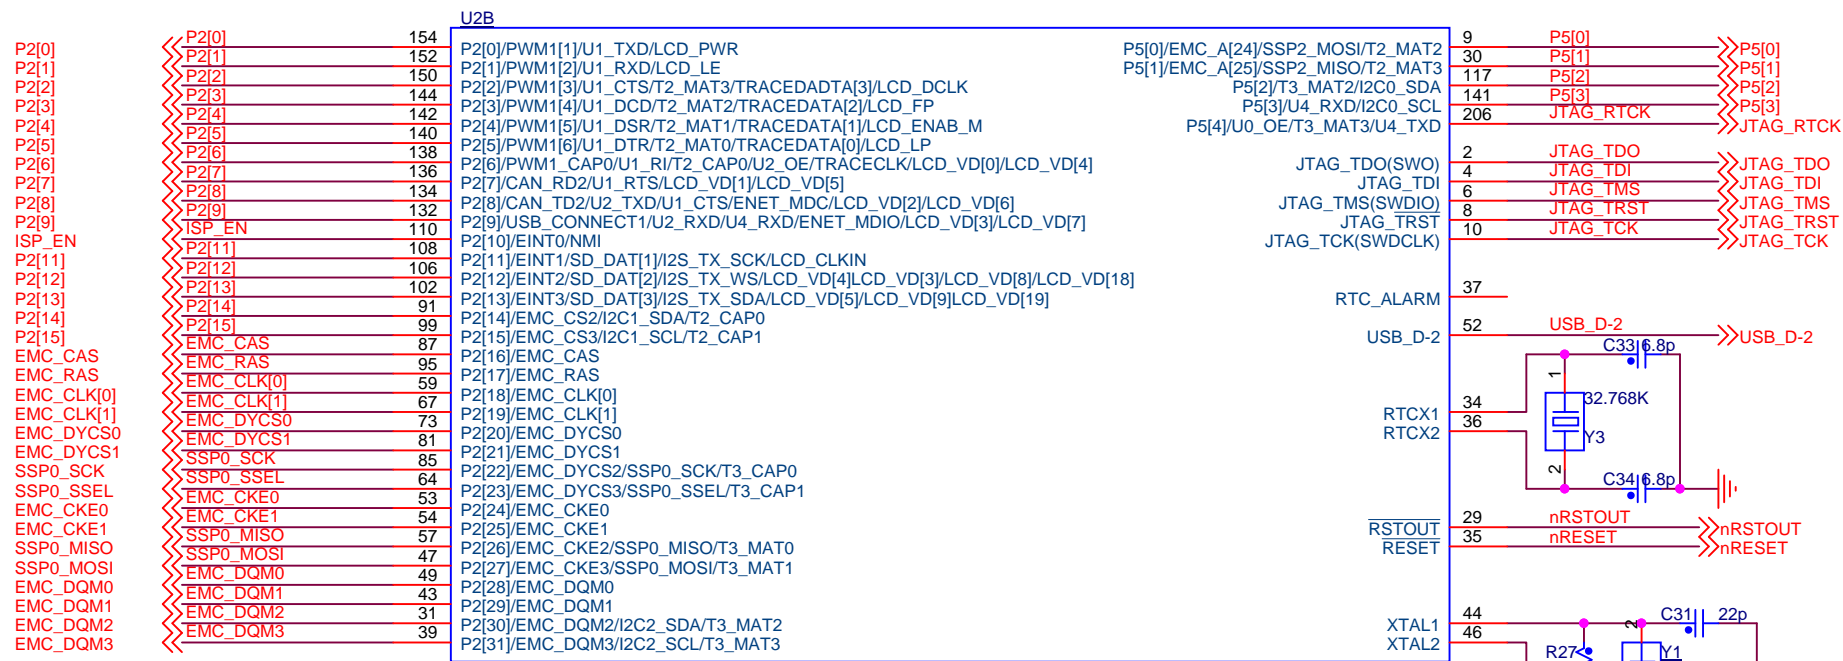 U2B
P2[0] P2[0] 154 P2[0]/PWM1[1]/U1_TXD/LCD_PWR P5[0]/EMC_A[24]/SSP2_MOSI/T2_MAT2 9 P5[0] P5[0]
P2[1] P2[1] 152 P2[1]/PWM1[2]/U1_RXD/LCD_LE P5[1]/EMC_A[25]/SSP2_MISO/T2_MAT3 30 P5[1] P5[1]
P2[2] P2[2] 150 P2[2]/PWM1[3]/U1_CTS/T2_MAT3/TRACEDADTA[3]/LCD_DCLK P5[2]/T3_MAT2/I2C0_SDA 117 P5[2] P5[2]
P2[3] P2[3] 144 P2[3]/PWM1[4]/U1_DCD/T2_MAT2/TRACEDATA[2]/LCD_FP P5[3]/U4_RXD/I2C0_SCL 141 P5[3] P5[3]
P2[4] P2[4] 142 P2[4]/PWM1[5]/U1_DSR/T2_MAT1/TRACEDATA[1]/LCD_ENAB_M P5[4]/U0_OE/T3_MAT3/U4_TXD 206 JTAG_RTCK JTAG_RTCK
P2[5] P2[5] 140 P2[5]/PWM1[6]/U1_DTR/T2_MAT0/TRACEDATA[0]/LCD_LP
P2[6] P2[6] 138 P2[6]/PWM1_CAP0/U1_RI/T2_CAP0/U2_OE/TRACECLK/LCD_VD[0]/LCD_VD[4] JTAG_TDO(SWO) 2 JTAG_TDO JTAG_TDO
P2[7] P2[7] 136 P2[7]/CAN_RD2/U1_RTS/LCD_VD[1]/LCD_VD[5] JTAG_TDI 4 JTAG_TDI JTAG_TDI
P2[8] P2[8] 134 P2[8]/CAN_TD2/U2_TXD/U1_CTS/ENET_MDC/LCD_VD[2]/LCD_VD[6] JTAG_TMS(SWDIO) 6 JTAG_TMS JTAG_TMS
P2[9] P2[9] 132 P2[9]/USB_CONNECT1/U2_RXD/U4_RXD/ENET_MDIO/LCD_VD[3]/LCD_VD[7] JTAG_TRST 8 JTAG_TRST JTAG_TRST
ISP_EN ISP_EN 110 P2[10]/EINT0/NMI JTAG_TCK(SWDCLK) 10 JTAG_TCK JTAG_TCK
P2[11] P2[11] 108 P2[11]/EINT1/SD_DAT[1]/I2S_TX_SCK/LCD_CLKIN
P2[12] P2[12] 106 P2[12]/EINT2/SD_DAT[2]/I2S_TX_WS/LCD_VD[4]LCD_VD[3]/LCD_VD[8]/LCD_VD[18]
P2[13] P2[13] 102 P2[13]/EINT3/SD_DAT[3]/I2S_TX_SDA/LCD_VD[5]/LCD_VD[9]LCD_VD[19] RTC_ALARM 37
P2[14] P2[14] 91 P2[14]/EMC_CS2/I2C1_SDA/T2_CAP0
P2[15] P2[15] 99 P2[15]/EMC_CS3/I2C1_SCL/T2_CAP1 USB_D-2 52 USB_D-2 USB_D-2
EMC_CAS EMC_CAS 87 P2[16]/EMC_CAS C33 6.8p
EMC_RAS EMC_RAS 95 P2[17]/EMC_RAS 1
EMC_CLK[0] EMC_CLK[0] 59 P2[18]/EMC_CLK[0] 32.768K
EMC_CLK[1] EMC_CLK[1] 67 P2[19]/EMC_CLK[1] RTCX1 34
EMC_DYCS0 EMC_DYCS0 73 P2[20]/EMC_DYCS0 RTCX2 36 Y3
EMC_DYCS1 EMC_DYCS1 81 P2[21]/EMC_DYCS1
SSP0_SCK SSP0_SCK 85 P2[22]/EMC_DYCS2/SSP0_SCK/T3_CAP0 2
SSP0_SSEL SSP0_SSEL 64 P2[23]/EMC_DYCS3/SSP0_SSEL/T3_CAP1 C34 6.8p
EMC_CKE0 EMC_CKE0 53 P2[24]/EMC_CKE0
EMC_CKE1 EMC_CKE1 54 P2[25]/EMC_CKE1 RSTOUT 29 nRSTOUT nRSTOUT
SSP0_MISO SSP0_MISO 57 P2[26]/EMC_CKE2/SSP0_MISO/T3_MAT0 RESET 35 nRESET nRESET
SSP0_MOSI SSP0_MOSI 47 P2[27]/EMC_CKE3/SSP0_MOSI/T3_MAT1
EMC_DQM0 EMC_DQM0 49 P2[28]/EMC_DQM0
EMC_DQM1 EMC_DQM1 43 P2[29]/EMC_DQM1
EMC_DQM2 EMC_DQM2 31 P2[30]/EMC_DQM2/I2C2_SDA/T3_MAT2 XTAL1 44 2 C31 22p
EMC_DQM3 EMC_DQM3 39 P2[31]/EMC_DQM3/I2C2_SCL/T3_MAT3 XTAL2 46 R27 Y1